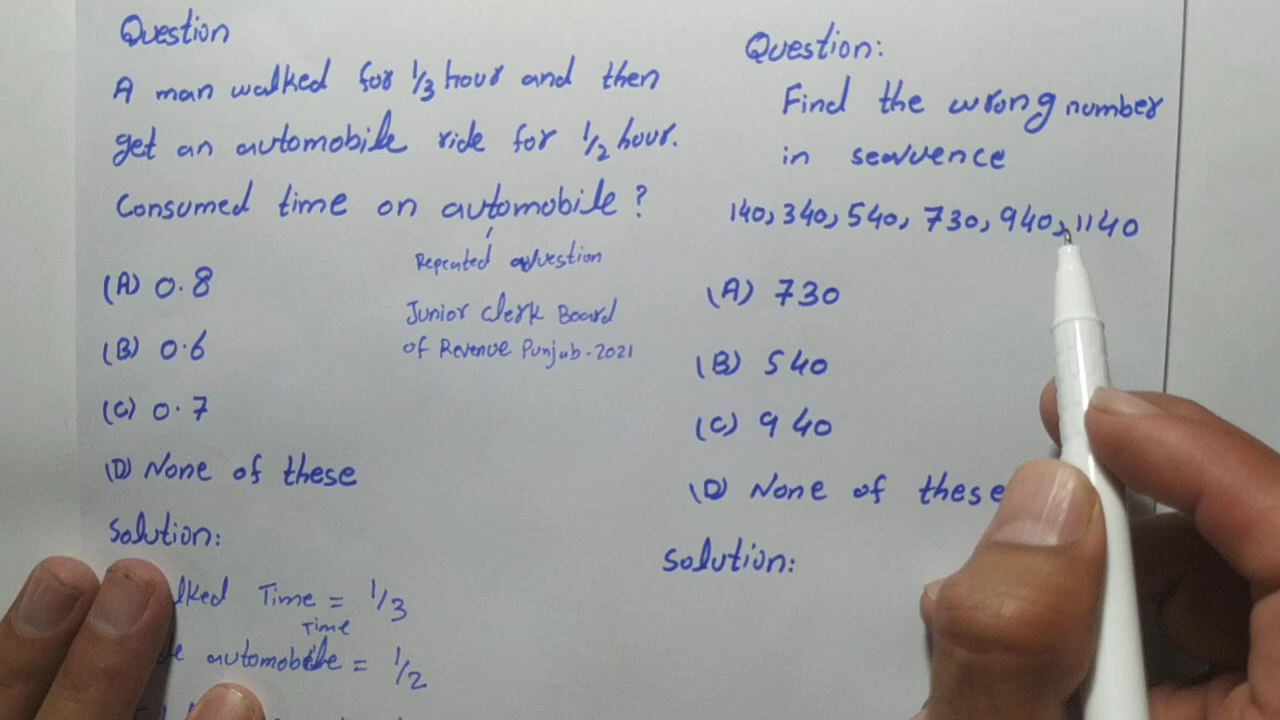 Question
A man walked for 1/3 hour and then
get an automobile ride for 1/2 hour.
Consumed time on automobile?
Repeated question
Junior Clerk Board
of Revenue Punjab. 2021
(A) 0.8
(B) 0.6
(C) 0.7
(D) None of these
Solution:
Time = 1/3
Time
automobile = 1/2
Question:
Find the wrong number
in sequence
140, 340, 540, 730, 940, 1140
(A) 730
(B) 540
(C) 940
(D) None of these
Solution: